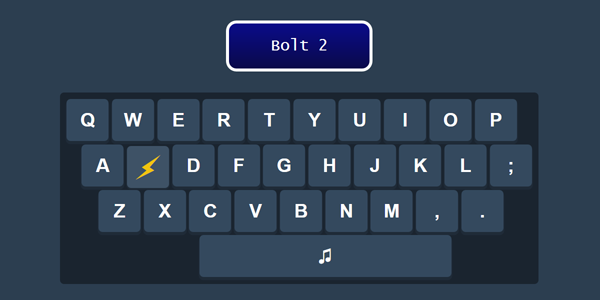 Bolt 2
Q W E R T Y U I O P
A D F G H J K L ;
Z X C V B N M , .